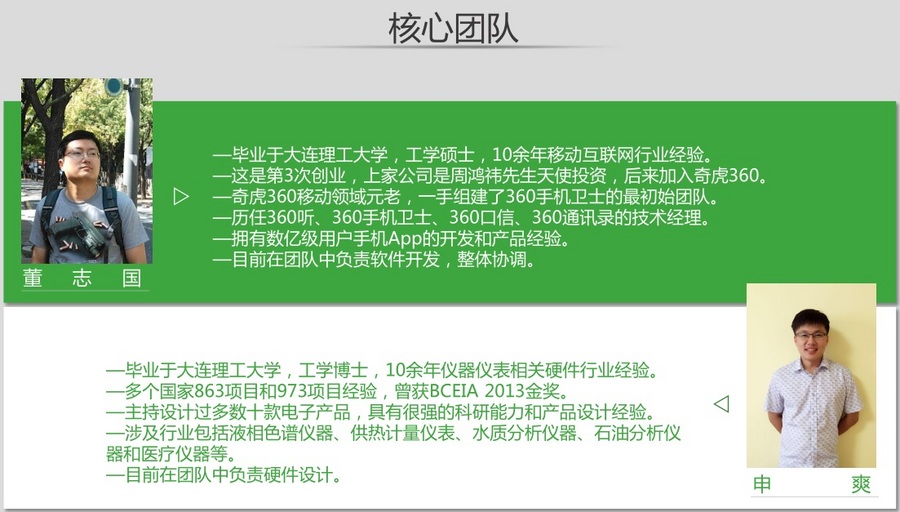 核心团队
—毕业于大连理工大学，工学硕士，10余年移动互联网行业经验。
—这是第3次创业，上家公司是周鸿祎先生天使投资，后来加入奇虎360。
—奇虎360移动领域元老，一手组建了360手机卫士的最初始团队。
—历任360听、360手机卫士、360口信、360通讯录的技术经理。
—拥有数亿级用户手机App的开发和产品经验。
—目前在团队中负责软件开发，整体协调。
董 志 国
—毕业于大连理工大学，工学博士，10余年仪器仪表相关硬件行业经验。
—多个国家863项目和973项目经验，曾获BCEIA 2013金奖。
—主持设计过多数十款电子产品，具有很强的科研能力和产品设计经验。
—涉及行业包括液相色谱仪器、供热计量仪表、水质分析仪器、石油分析仪
器和医疗仪器等。
—目前在团队中负责硬件设计。
申 爽